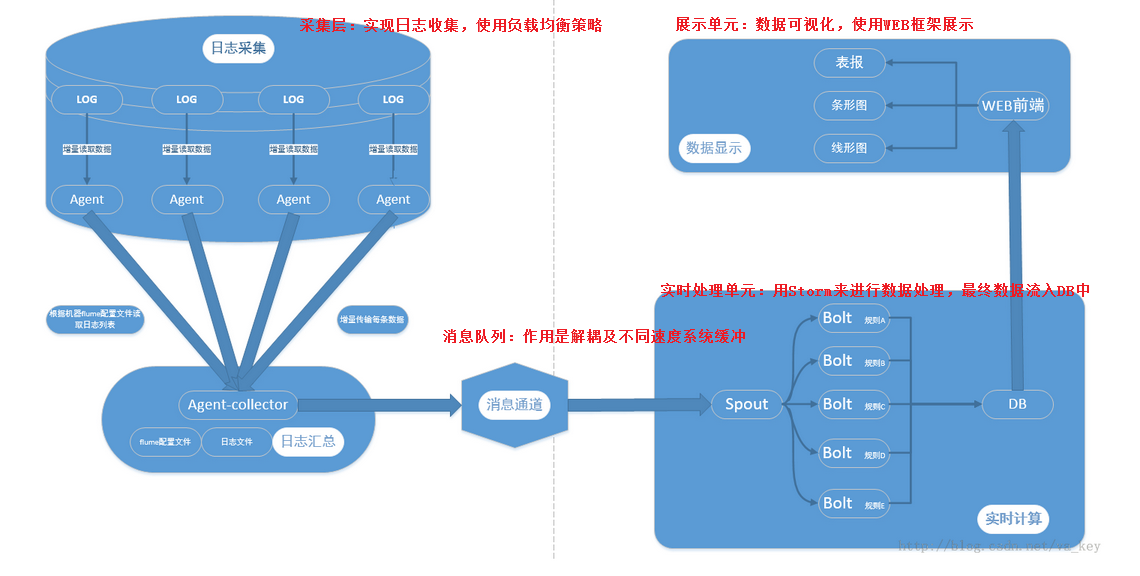 采集层：实现日志收集，使用负载均衡策略
日志采集
LOG
LOG
LOG
LOG
增量读取数据
增量读取数据
增量读取数据
增量读取数据
Agent
Agent
Agent
Agent
根据机器flume配置文件读
取日志列表
增量传输每条数据
Agent-collector
flume配置文件
日志文件
日志汇总
消息队列：作用是解耦及不同速度系统缓冲
消息通道
展示单元：数据可视化，使用WEB框架展示
表报
条形图
线形图
WEB前端
数据显示
实时处理单元：用Storm来进行数据处理，最终数据流入DB中
Spout
Bolt 规则A
Bolt 规则B
Bolt 规则C
Bolt 规则D
Bolt 规则E
DB
实时计算